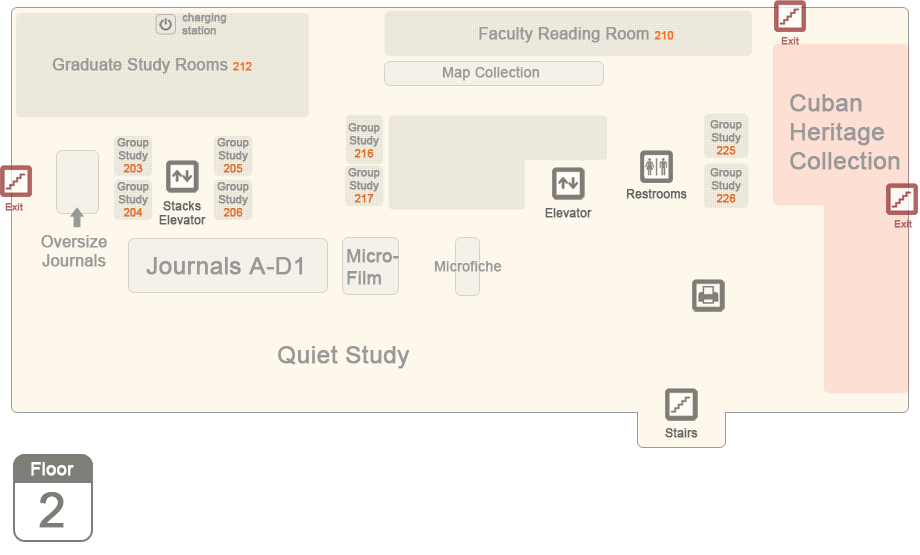 charging
station
Graduate Study Rooms 212
Faculty Reading Room 210
Map Collection
Exit
Cuban
Heritage
Collection
Group
Study
203
Group
Study
204
Stacks
Elevator
Group
Study
205
Group
Study
206
Group
Study
216
Group
Study
217
Elevator
Restrooms
Group
Study
225
Group
Study
226
Exit
Exit
Oversize
Journals
Journals A-D1
Micro-
Film
Microfiche
Quiet Study
Stairs
Floor
2